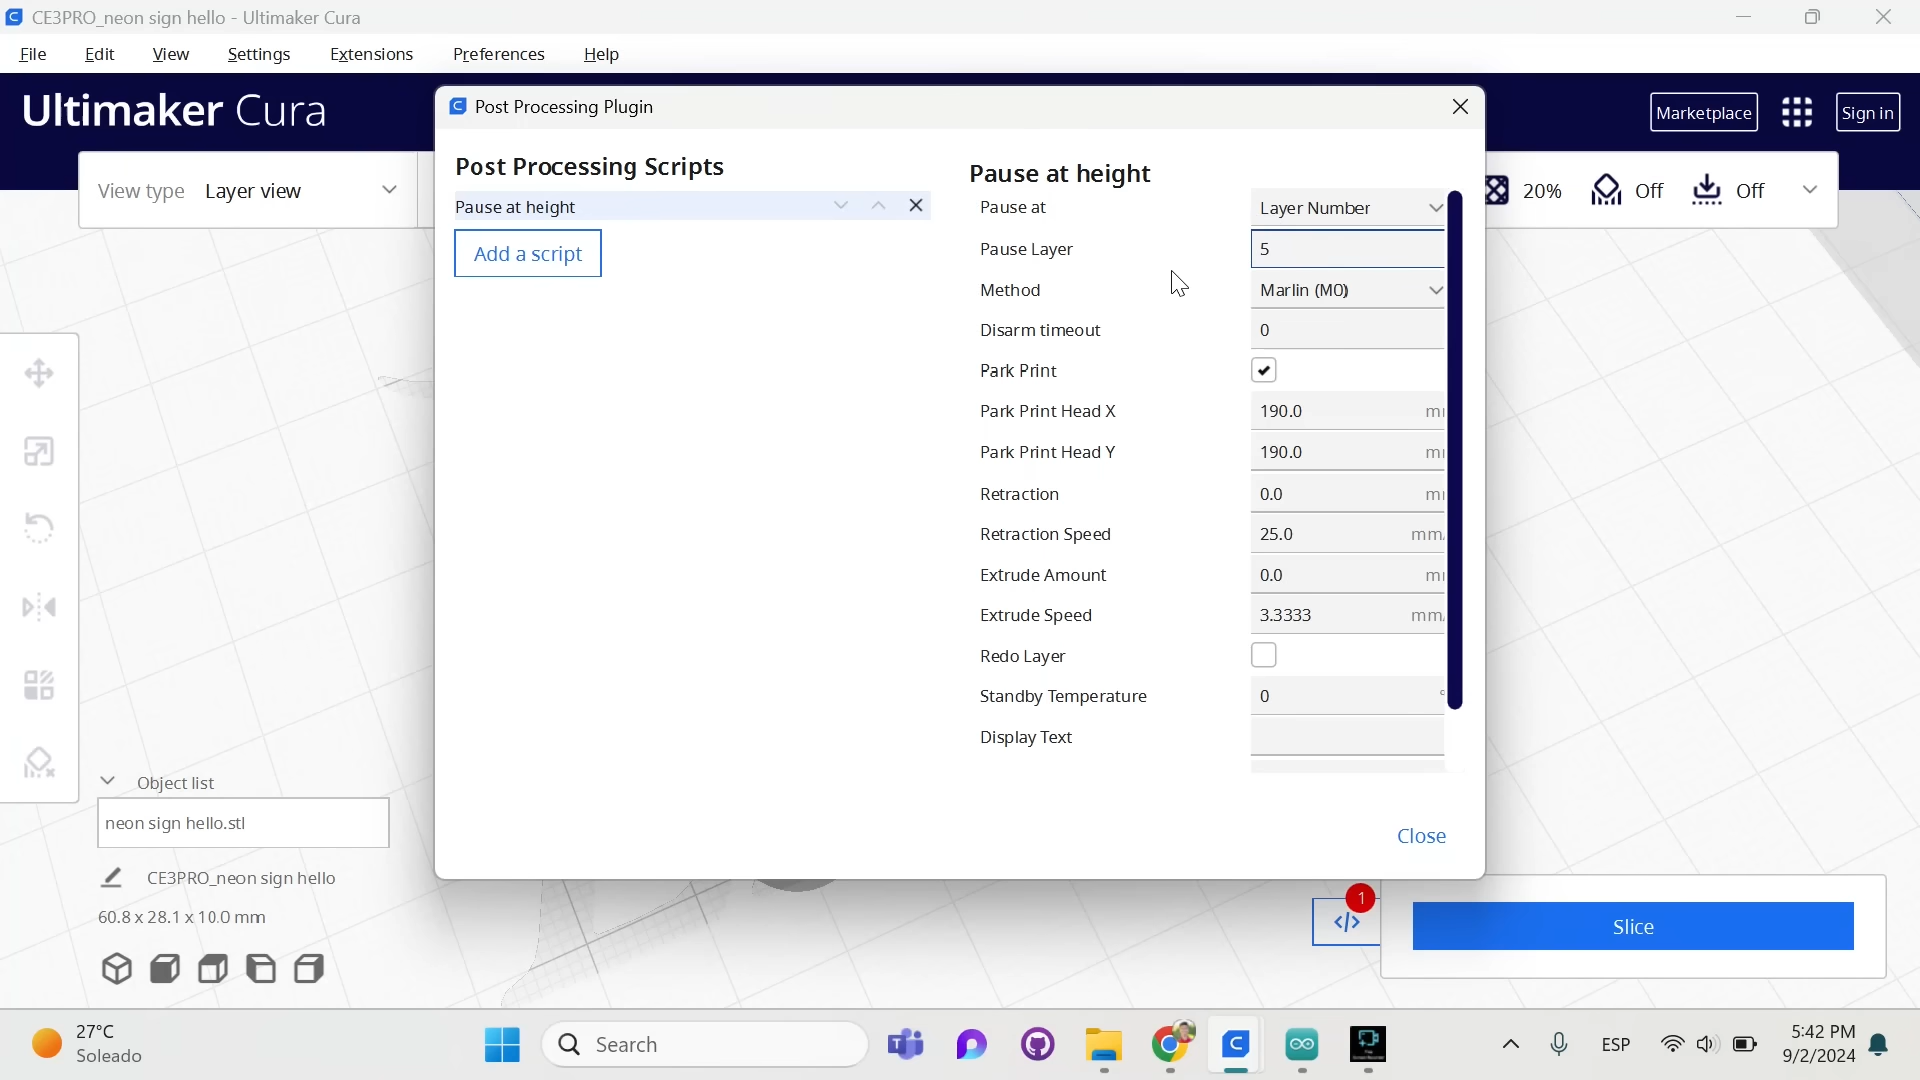 CE3PRO_neon sign hello - Ultimaker Cura
File Edit View Settings Extensions Preferences Help
Ultimaker Cura
Marketplace
Sign in
View type Layer view
20% Off Off
Post Processing Plugin
Post Processing Scripts
Pause at height
Add a script
Pause at height
Pause at Layer Number
Pause Layer 5
Method Marlin (M0)
Disarm timeout 0
Park Print
Park Print Head X 190.0
Park Print Head Y 190.0
Retraction 0.0
Retraction Speed 25.0 mm/
Extrude Amount 0.0
Extrude Speed 3.3333 mm/
Redo Layer
Standby Temperature 0 °
Display Text
Close
Object list
neon sign hello.stl
CE3PRO_neon sign hello
60.8 x 28.1 x 10.0 mm
1
</>
Slice
27°C
Soleado
Search
ESP
5:42 PM
9/2/2024